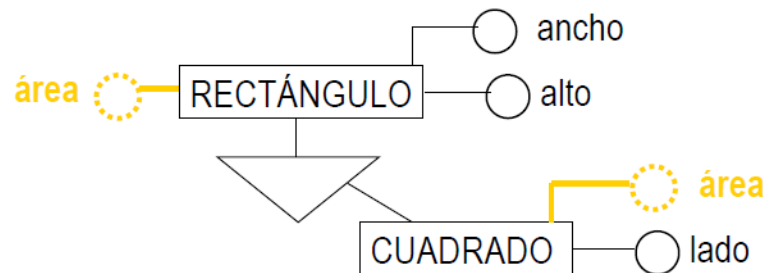 ancho
área
RECTÁNGULO
alto
área
CUADRADO
lado